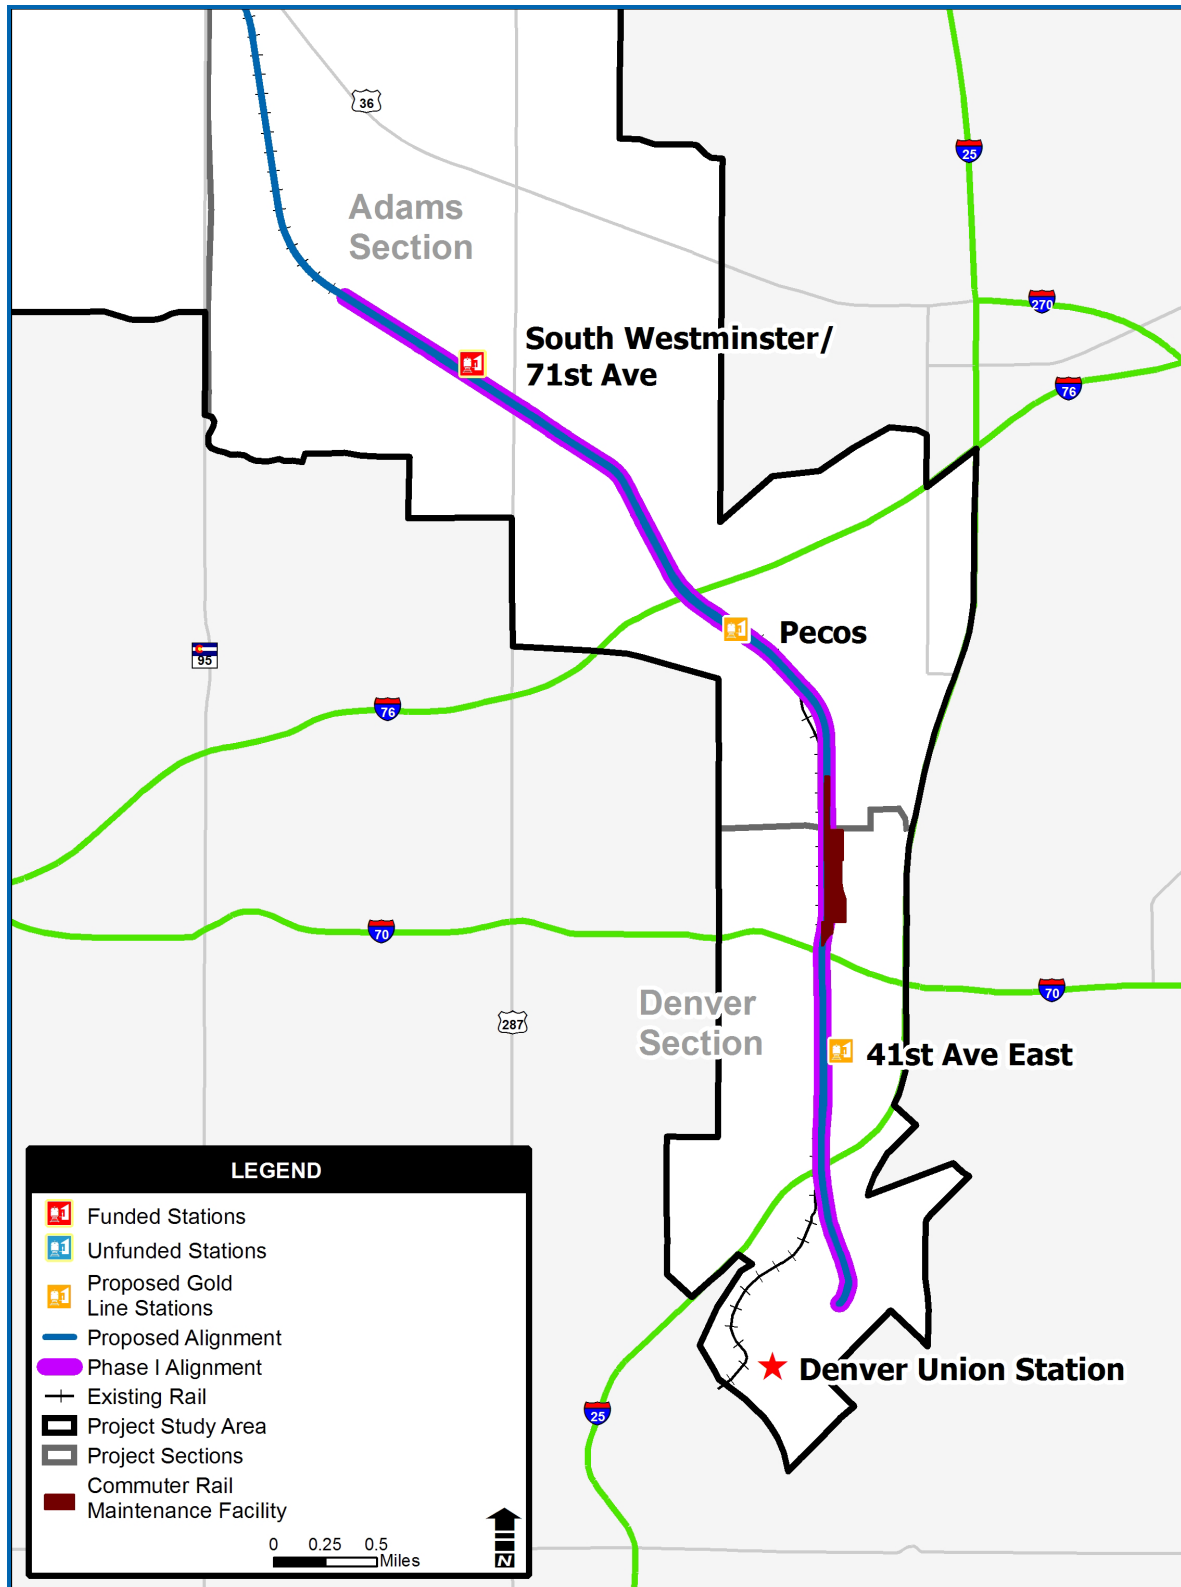 36
25
Adams
Section
270
South Westminster/
71st Ave
76
Pecos
95
76
70
70
Denver
Section
287
41st Ave East
LEGEND
Funded Stations
Unfunded Stations
Proposed Gold
Line Stations
Proposed Alignment
Phase I Alignment
Existing Rail
Project Study Area
Project Sections
Commuter Rail
Maintenance Facility
0 0.25 0.5
Miles
N
Denver Union Station
25